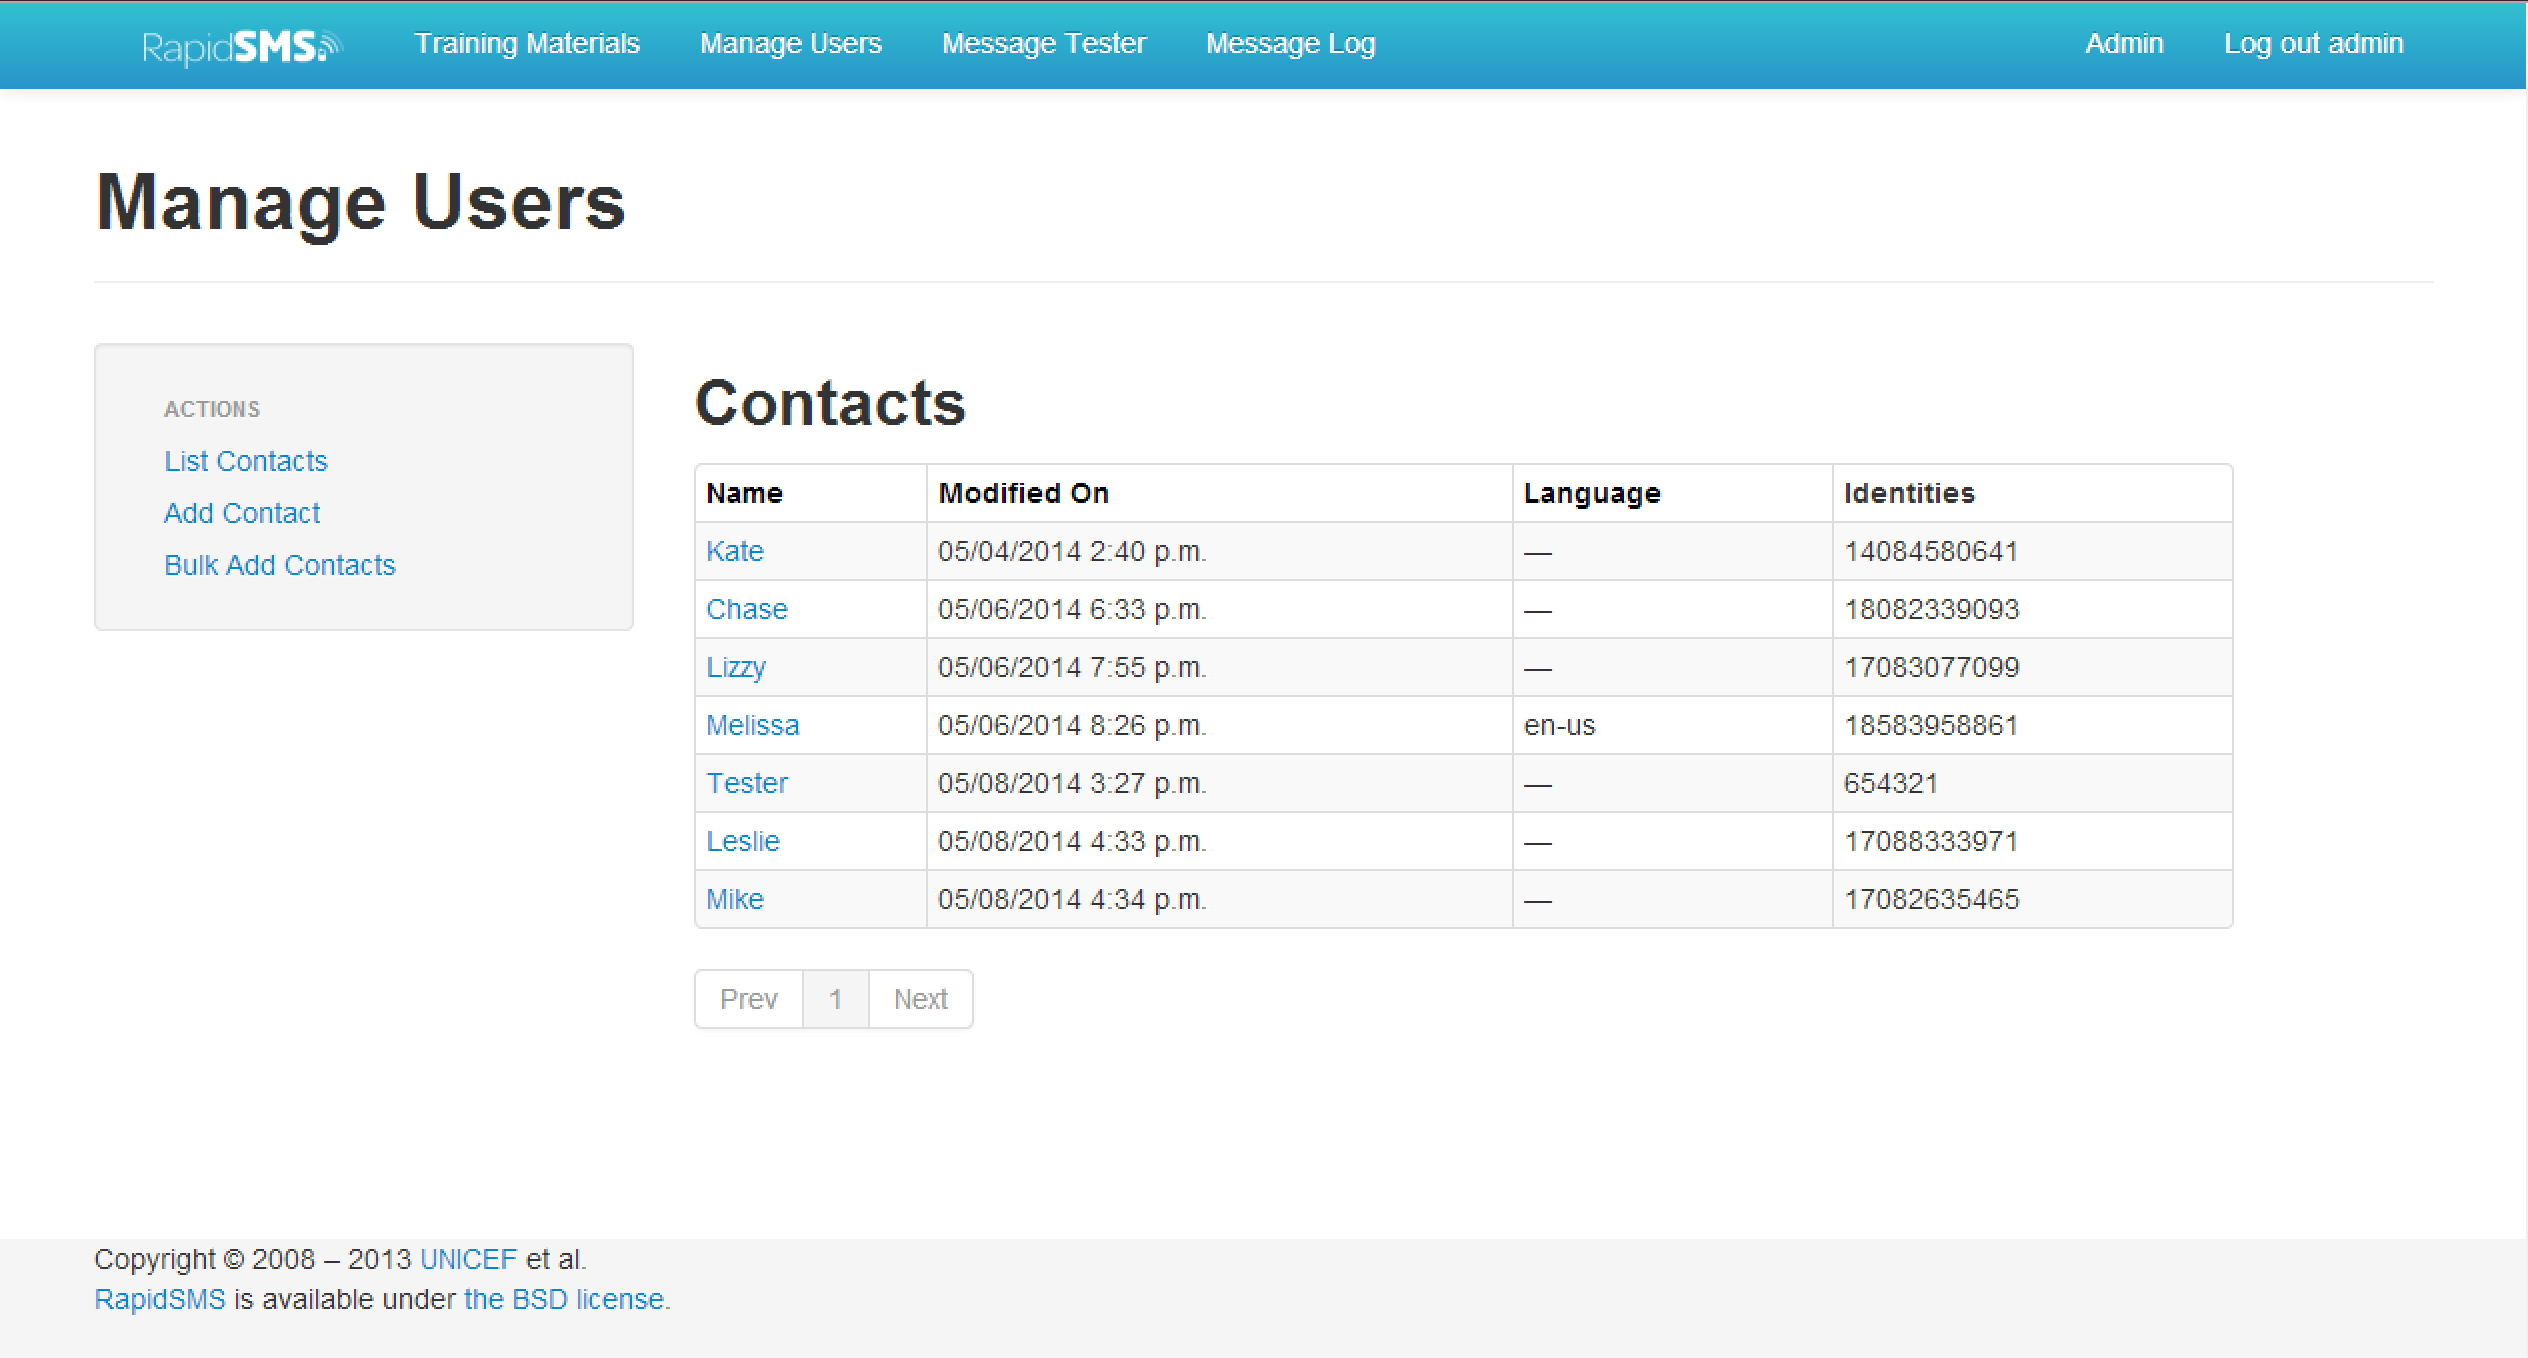 RapidSMS Training Materials Manage Users Message Tester Message Log Admin Log out admin
Manage Users
ACTIONS
List Contacts
Add Contact
Bulk Add Contacts
Contacts
Name Modified On Language Identities
Kate 05/04/2014 2:40 p.m. — 14084580641
Chase 05/06/2014 6:33 p.m. — 18082339093
Lizzy 05/06/2014 7:55 p.m. — 17083077099
Melissa 05/06/2014 8:26 p.m. en-us 18583958861
Tester 05/08/2014 3:27 p.m. — 654321
Leslie 05/08/2014 4:33 p.m. — 17088333971
Mike 05/08/2014 4:34 p.m. — 17082635465
Prev 1 Next
Copyright © 2008 – 2013 UNICEF et al.
RapidSMS is available under the BSD license.